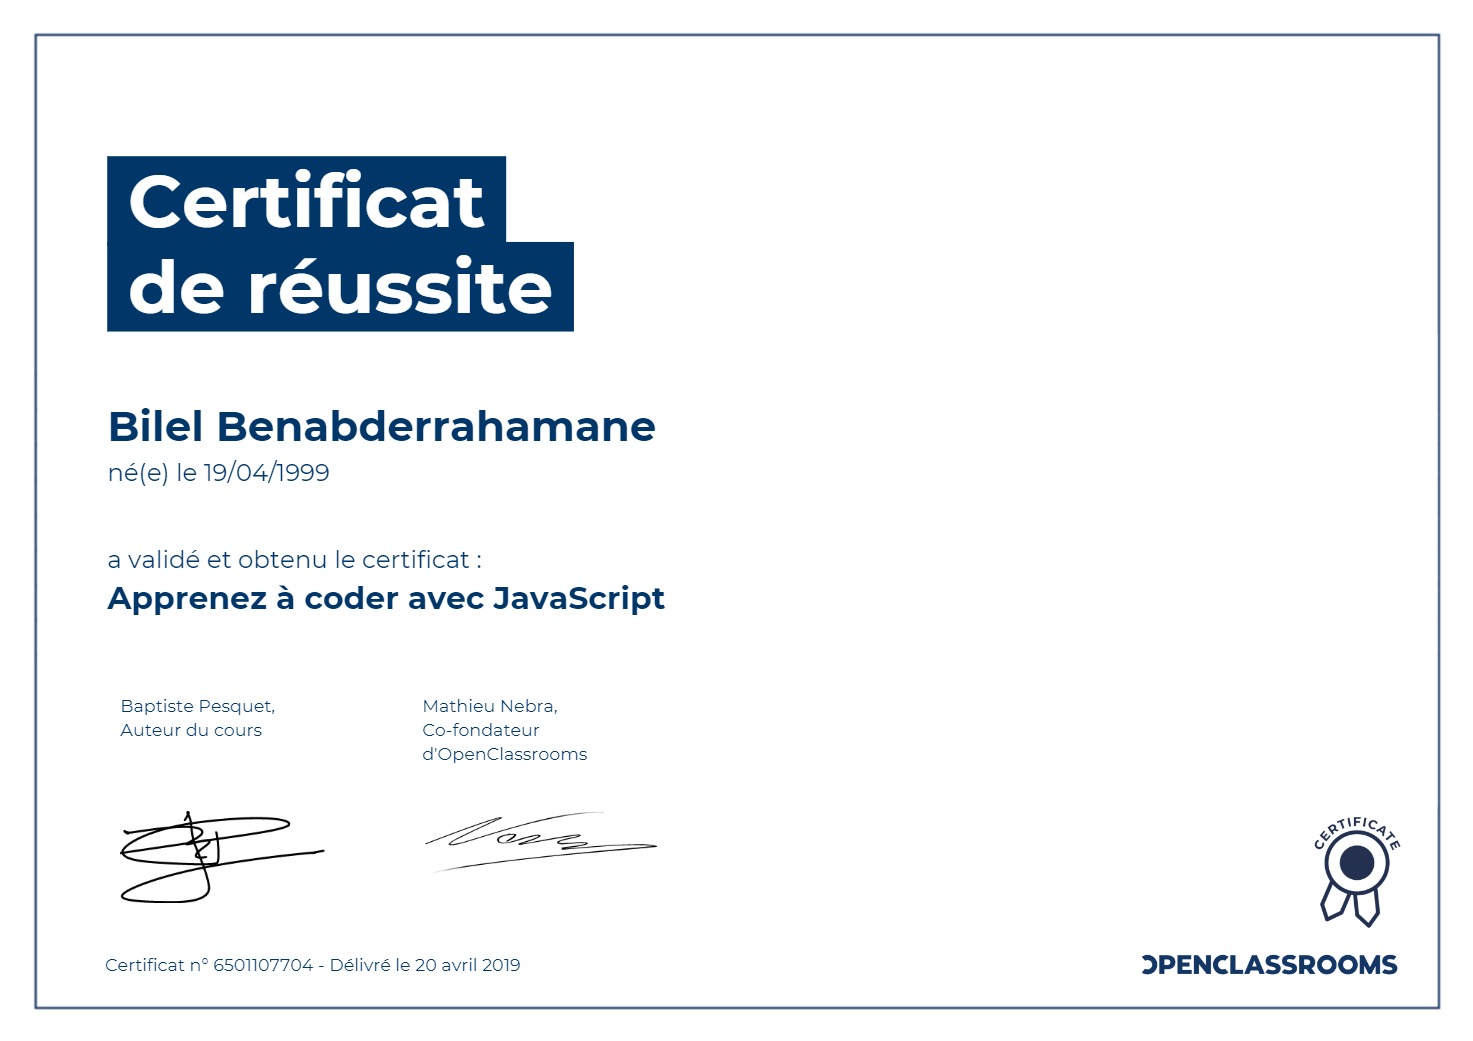 Certificat
de réussite
Bilel Benabderrahamane
né(e) le 19/04/1999
a validé et obtenu le certificat :
Apprenez à coder avec JavaScript
Baptiste Pesquet,
Auteur du cours
Mathieu Nebra,
Co-fondateur
d'OpenClassrooms
CERTIFICATE
Certificat n° 6501107704 - Délivré le 20 avril 2019
OPENCLASSROOMS